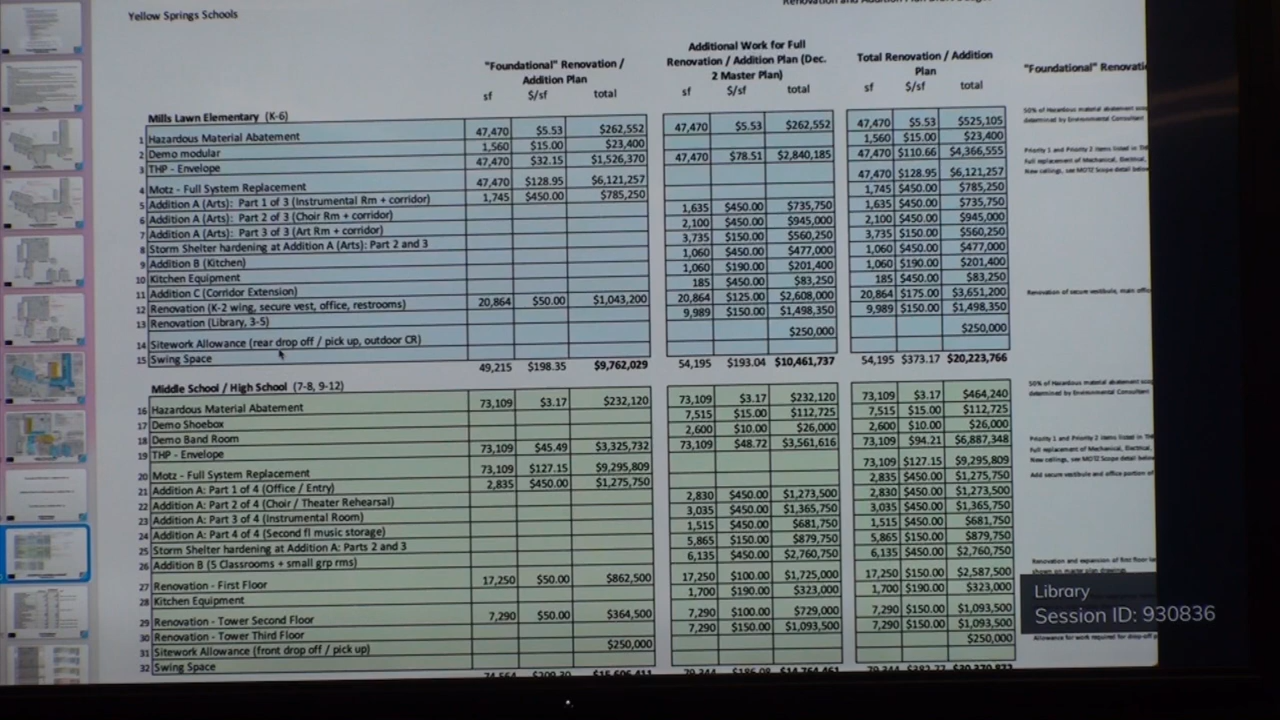 Yellow Springs Schools
"Foundational" Renovation / Addition Plan
Additional Work for Full Renovation / Addition Plan (Dec. 2 Master Plan)
Total Renovation / Addition Plan
"Foundational" Renovati
sf $/sf total sf $/sf total sf $/sf total
Mills Lawn Elementary (K-6)
1 Hazardous Material Abatement 47,470 $5.53 $262,552 47,470 $5.53 $262,552 47,470 $5.53 $525,105
2 Demo modular 1,560 $15.00 $23,400 1,560 $15.00 $23,400
3 THP - Envelope 47,470 $32.15 $1,526,370 47,470 $78.51 $2,840,185 47,470 $110.66 $4,366,555
4 Motz - Full System Replacement 47,470 $128.95 $6,121,257 47,470 $128.95 $6,121,257
5 Addition A (Arts): Part 1 of 3 (Instrumental Rm + corridor) 1,745 $450.00 $785,250 1,745 $450.00 $785,250
6 Addition A (Arts): Part 2 of 3 (Choir Rm + corridor) 1,635 $450.00 $735,750 1,635 $450.00 $735,750
7 Addition A (Arts): Part 3 of 3 (Art Rm + corridor) 2,100 $450.00 $945,000 2,100 $450.00 $945,000
8 Storm Shelter hardening at Addition A (Arts): Part 2 and 3 3,735 $150.00 $560,250 3,735 $150.00 $560,250
9 Addition B (Kitchen) 1,060 $450.00 $477,000 1,060 $450.00 $477,000
10 Kitchen Equipment 1,060 $190.00 $201,400 1,060 $190.00 $201,400
11 Addition C (Corridor Extension) 185 $450.00 $83,250 185 $450.00 $83,250
12 Renovation (K-2 wing, secure vest, office, restrooms) 20,864 $50.00 $1,043,200 20,864 $125.00 $2,608,000 20,864 $175.00 $3,651,200
13 Renovation (Library, 3-5) 9,989 $150.00 $1,498,350 9,989 $150.00 $1,498,350
14 Sitework Allowance (rear drop off / pick up, outdoor CR) $250,000 $250,000
15 Swing Space
49,215 $198.35 $9,762,029 54,195 $193.04 $10,461,737 54,195 $373.17 $20,223,766
Middle School / High School (7-8, 9-12)
16 Hazardous Material Abatement 73,109 $3.17 $232,120 73,109 $3.17 $232,120 73,109 $3.17 $464,240
17 Demo Shoebox 7,515 $15.00 $112,725 7,515 $15.00 $112,725
18 Demo Band Room 2,600 $10.00 $26,000 2,600 $10.00 $26,000
19 THP - Envelope 73,109 $45.49 $3,325,732 73,109 $48.72 $3,561,616 73,109 $94.21 $6,887,348
20 Motz - Full System Replacement 73,109 $127.15 $9,295,809 73,109 $127.15 $9,295,809
21 Addition A: Part 1 of 4 (Office / Entry) 2,835 $450.00 $1,275,750 2,835 $450.00 $1,275,750
22 Addition A: Part 2 of 4 (Choir / Theater Rehearsal) 2,830 $450.00 $1,273,500 2,830 $450.00 $1,273,500
23 Addition A: Part 3 of 4 (Instrumental Room) 3,035 $450.00 $1,365,750 3,035 $450.00 $1,365,750
24 Addition A: Part 4 of 4 (Second fl music storage) 1,515 $450.00 $681,750 1,515 $450.00 $681,750
25 Storm Shelter hardening at Addition A: Parts 2 and 3 5,865 $150.00 $879,750 5,865 $150.00 $879,750
26 Addition B (5 Classrooms + small grp rms) 6,135 $450.00 $2,760,750 6,135 $450.00 $2,760,750
27 Renovation - First Floor 17,250 $50.00 $862,500 17,250 $100.00 $1,725,000 17,250 $150.00 $2,587,500
28 Kitchen Equipment 1,700 $190.00 $323,000 1,700 $190.00 $323,000
29 Renovation - Tower Second Floor 7,290 $50.00 $364,500 7,290 $100.00 $729,000 7,290 $150.00 $1,093,500
30 Renovation - Tower Third Floor 7,290 $150.00 $1,093,500 7,290 $150.00 $1,093,500
31 Sitework Allowance (front drop off / pick up) $250,000 $250,000
32 Swing Space
Library
Session ID: 930836